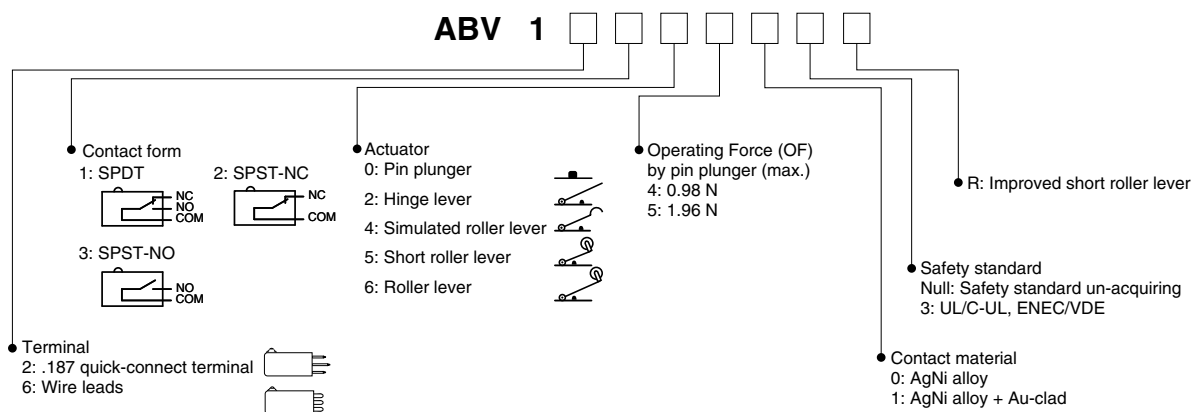 ABV 1
Contact form
1: SPDT
NC
NO
COM
2: SPST-NC
NC
COM
3: SPST-NO
NO
COM
Actuator
0: Pin plunger
2: Hinge lever
4: Simulated roller lever
5: Short roller lever
6: Roller lever
Operating Force (OF)
by pin plunger (max.)
4: 0.98 N
5: 1.96 N
R: Improved short roller lever
Safety standard
Null: Safety standard un-acquiring
3: UL/C-UL, ENEC/VDE
Terminal
2: .187 quick-connect terminal
6: Wire leads
Contact material
0: AgNi alloy
1: AgNi alloy + Au-clad